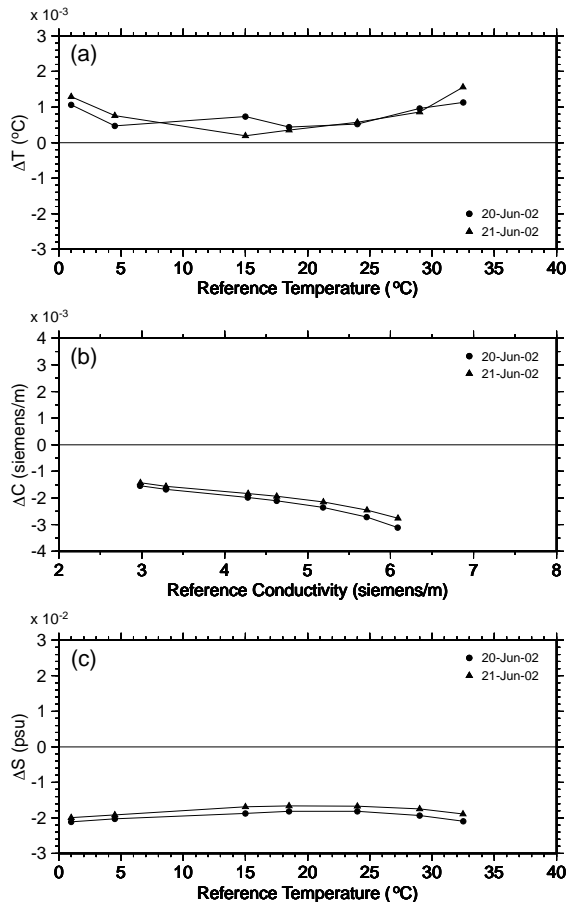 x 10⁻³
(a)
3
2
1
0
-1
-2
-3
ΔT (ºC)
20-Jun-02
21-Jun-02
0 5 10 15 20 25 30 35 40
Reference Temperature (ºC)
x 10⁻³
(b)
4
3
2
1
0
-1
-2
-3
-4
ΔC (siemens/m)
20-Jun-02
21-Jun-02
2 3 4 5 6 7 8
Reference Conductivity (siemens/m)
x 10⁻²
(c)
3
2
1
0
-1
-2
-3
ΔS (psu)
20-Jun-02
21-Jun-02
0 5 10 15 20 25 30 35 40
Reference Temperature (ºC)